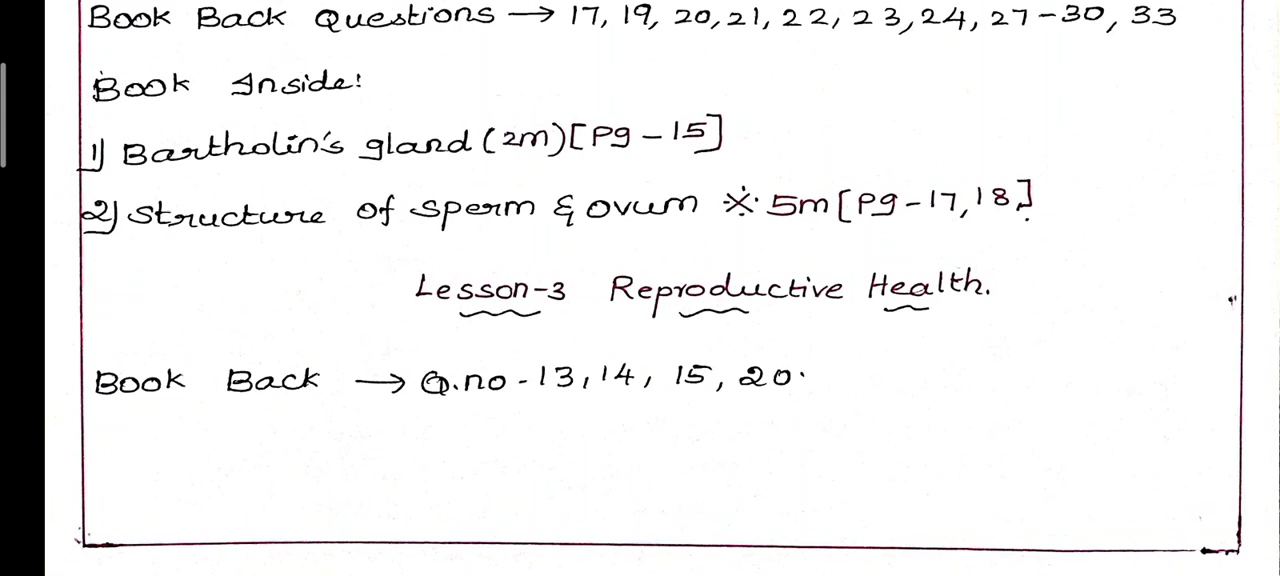 Book Back Questions → 17, 19, 20, 21, 22, 23, 24, 27-30, 33
Book Inside:
1) Bartholin's gland (2m) [Pg - 15]
2) Structure of sperm & ovum ※ 5m [Pg - 17, 18]
Lesson-3 Reproductive Health.
Book Back → Q.no - 13, 14, 15, 20.